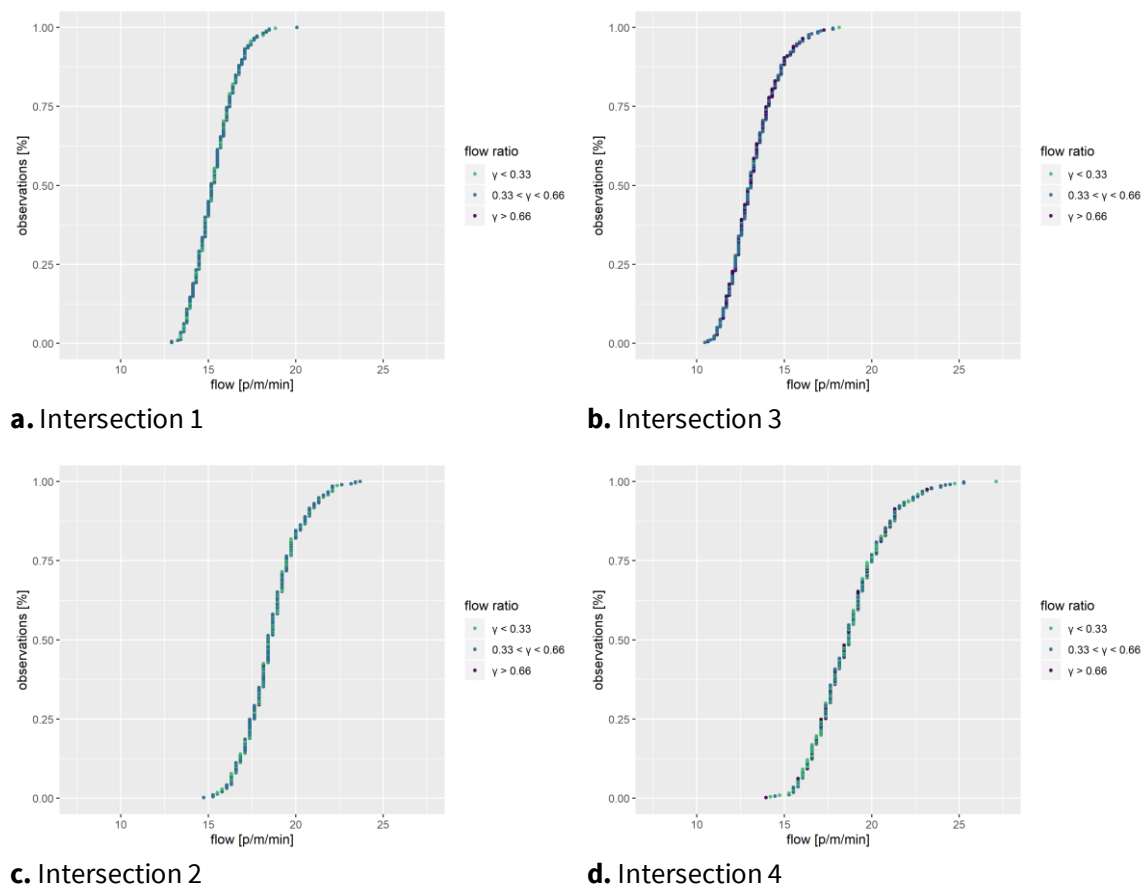 1.00
0.75
0.50
0.25
0.00
observations [%]
10 15 20 25
flow [p/m/min]
flow ratio
γ < 0.33
0.33 < γ < 0.66
γ > 0.66
a. Intersection 1
1.00
0.75
0.50
0.25
0.00
observations [%]
10 15 20 25
flow [p/m/min]
flow ratio
γ < 0.33
0.33 < γ < 0.66
γ > 0.66
b. Intersection 3
1.00
0.75
0.50
0.25
0.00
observations [%]
10 15 20 25
flow [p/m/min]
flow ratio
γ < 0.33
0.33 < γ < 0.66
γ > 0.66
c. Intersection 2
1.00
0.75
0.50
0.25
0.00
observations [%]
10 15 20 25
flow [p/m/min]
flow ratio
γ < 0.33
0.33 < γ < 0.66
γ > 0.66
d. Intersection 4